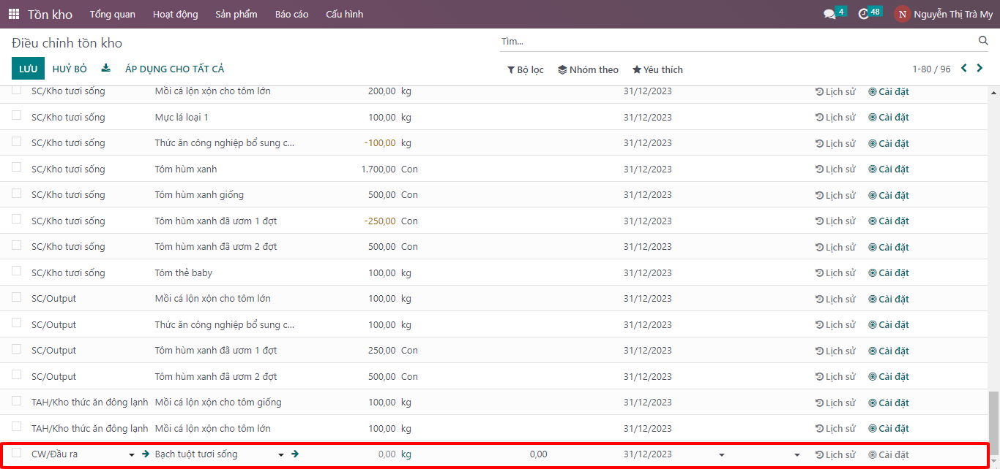 Tồn kho Tổng quan Hoạt động Sản phẩm Báo cáo Cấu hình 4 48 N Nguyễn Thị Trà My
Điều chỉnh tồn kho Tìm...
LƯU HUỶ BỎ ÁP DỤNG CHO TẤT CẢ Bộ lọc Nhóm theo Yêu thích 1-80 / 96
SC/Kho tươi sống Mồi cá lộn xộn cho tôm lớn 200,00 kg 31/12/2023 Lịch sử Cài đặt
SC/Kho tươi sống Mực lá loại 1 100,00 kg 31/12/2023 Lịch sử Cài đặt
SC/Kho tươi sống Thức ăn công nghiệp bổ sung c... -100,00 kg 31/12/2023 Lịch sử Cài đặt
SC/Kho tươi sống Tôm hùm xanh 1.700,00 Con 31/12/2023 Lịch sử Cài đặt
SC/Kho tươi sống Tôm hùm xanh giống 500,00 Con 31/12/2023 Lịch sử Cài đặt
SC/Kho tươi sống Tôm hùm xanh đã ươm 1 đợt -250,00 Con 31/12/2023 Lịch sử Cài đặt
SC/Kho tươi sống Tôm hùm xanh đã ươm 2 đợt 500,00 Con 31/12/2023 Lịch sử Cài đặt
SC/Kho tươi sống Tôm thẻ baby 100,00 kg 31/12/2023 Lịch sử Cài đặt
SC/Output Mồi cá lộn xộn cho tôm lớn 100,00 kg 31/12/2023 Lịch sử Cài đặt
SC/Output Thức ăn công nghiệp bổ sung c... 100,00 kg 31/12/2023 Lịch sử Cài đặt
SC/Output Tôm hùm xanh đã ươm 1 đợt 250,00 Con 31/12/2023 Lịch sử Cài đặt
SC/Output Tôm hùm xanh đã ươm 2 đợt 500,00 Con 31/12/2023 Lịch sử Cài đặt
TAH/Kho thức ăn đông lạnh Mồi cá lộn xộn cho tôm giống 100,00 kg 31/12/2023 Lịch sử Cài đặt
TAH/Kho thức ăn đông lạnh Mồi cá lộn xộn cho tôm lớn 100,00 kg 31/12/2023 Lịch sử Cài đặt
CW/Đầu ra Bạch tuột tươi sống 0,00 kg 0,00 31/12/2023 Lịch sử Cài đặt